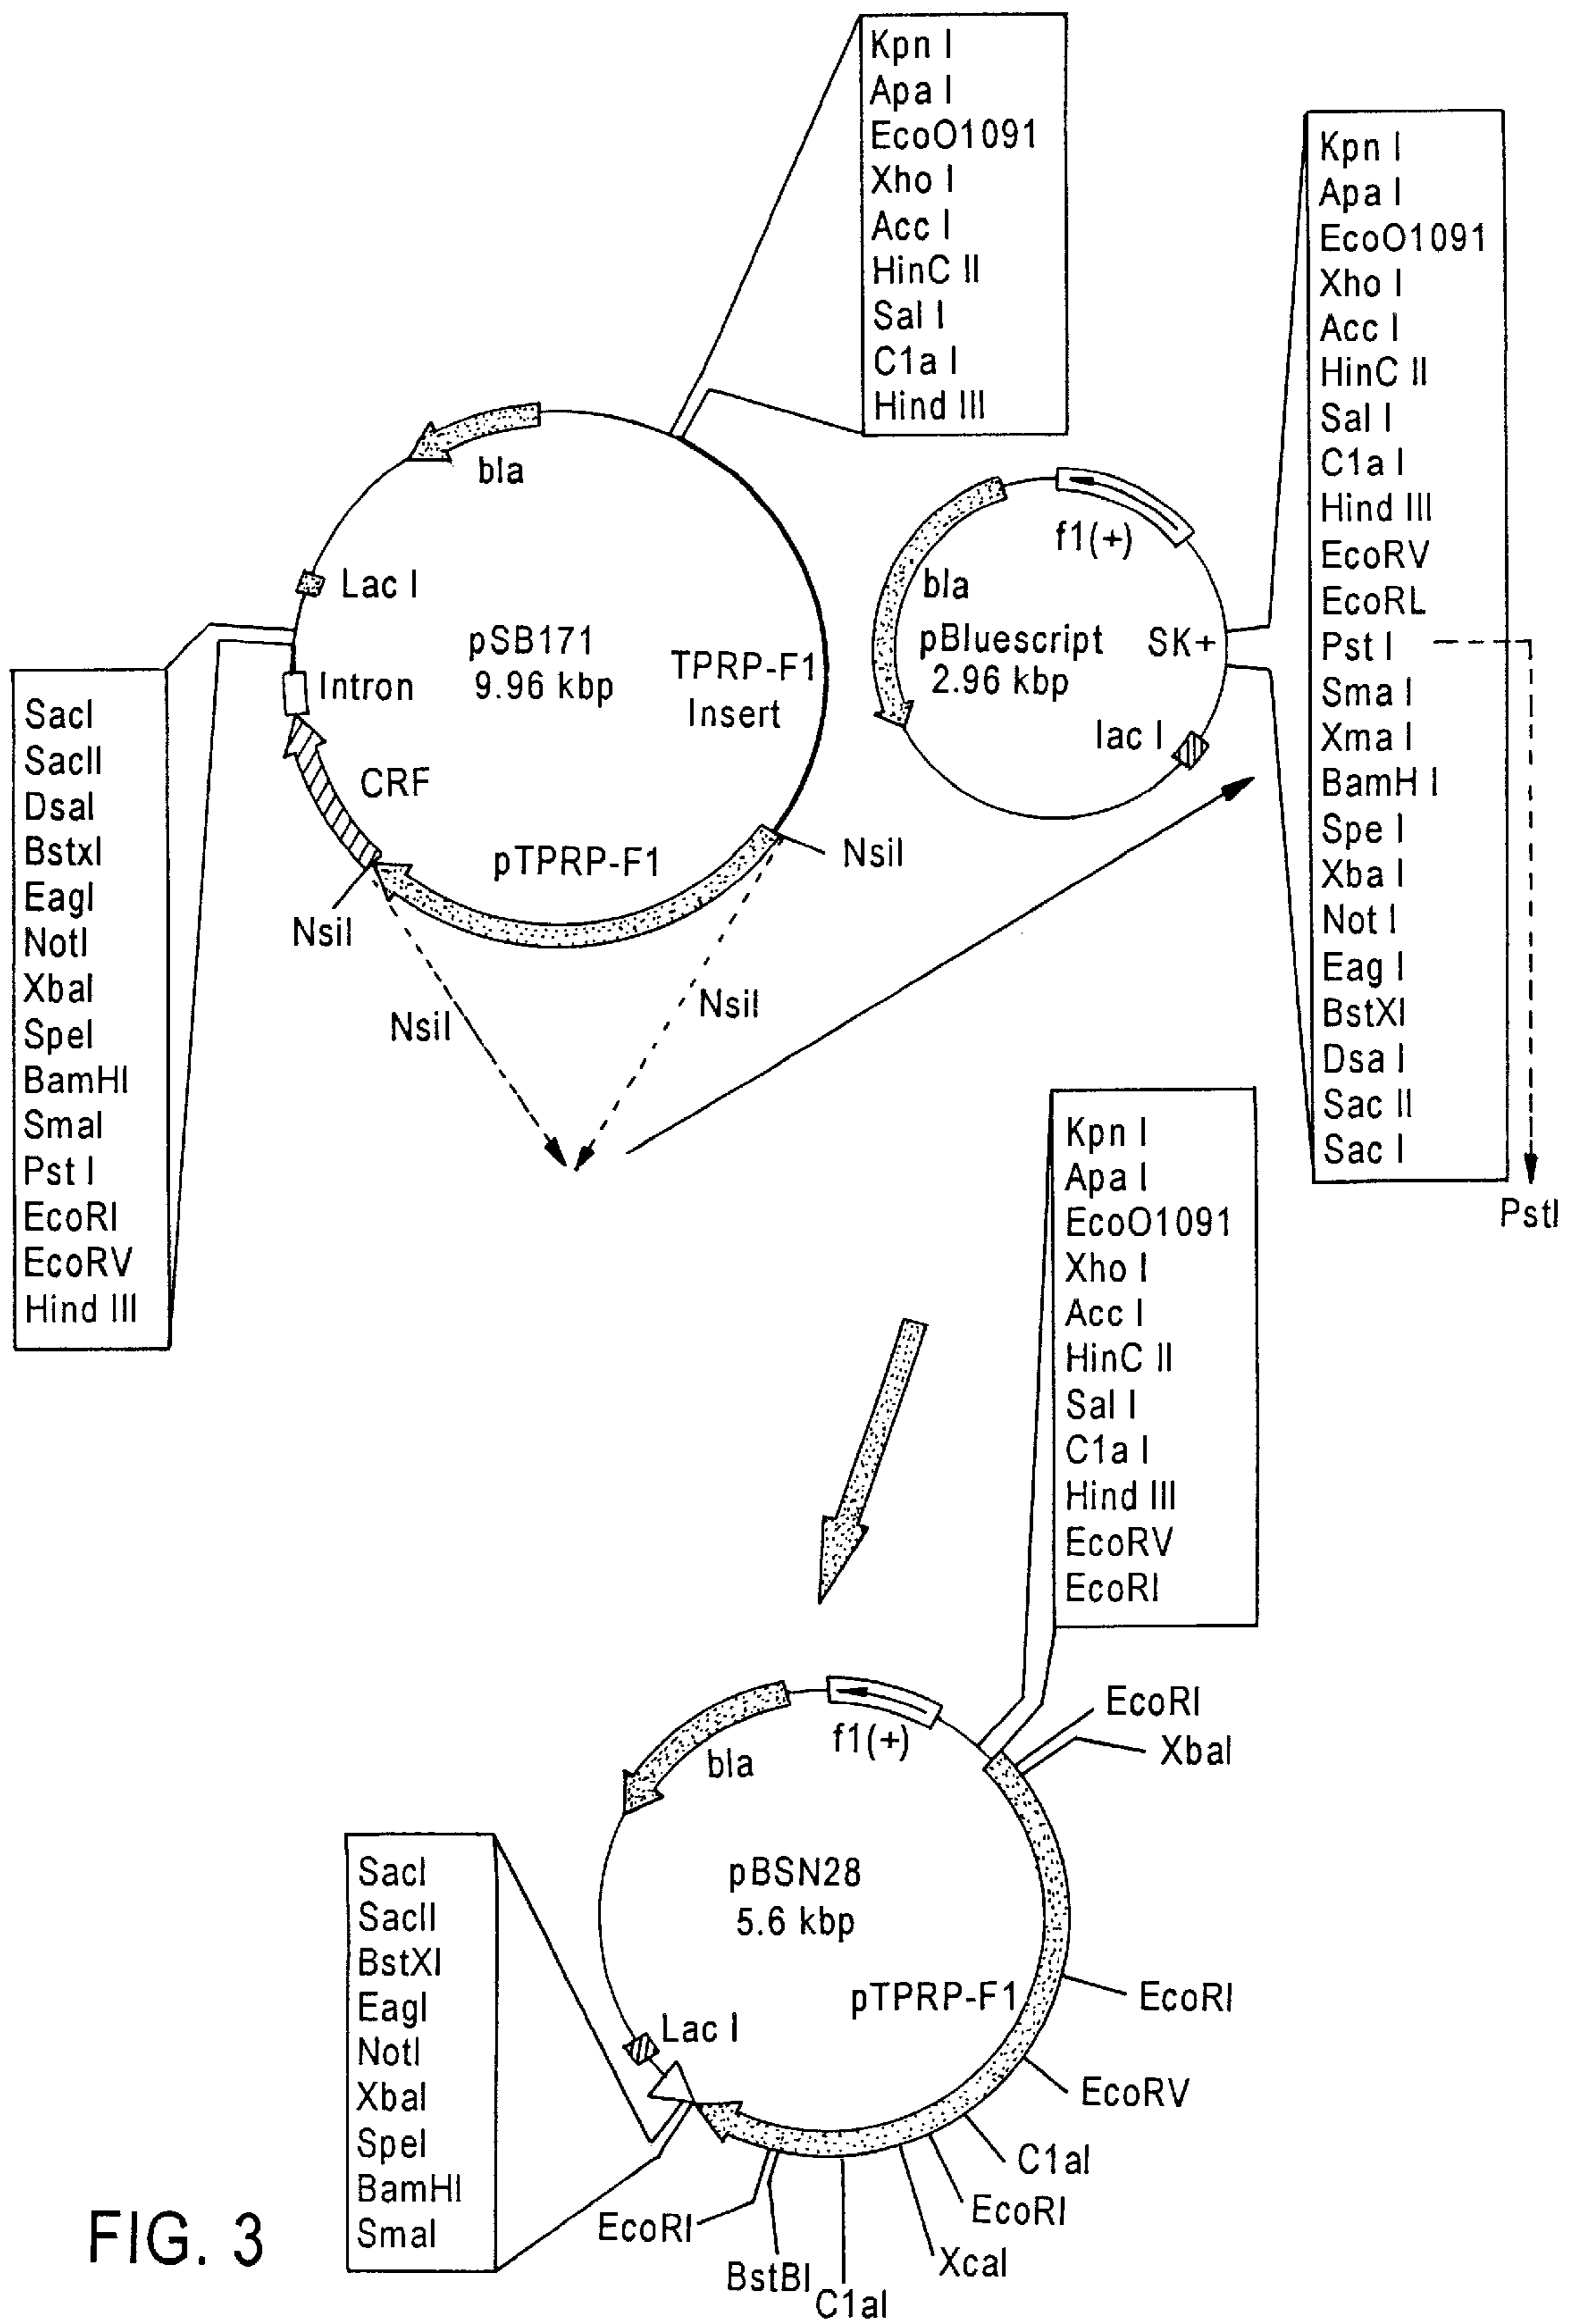 Kpn I
Apa I
EcoO1091
Xho I
Acc I
HinC II
Sal I
C1a I
Hind III
Kpn I
Apa I
EcoO1091
Xho I
Acc I
HinC II
Sal I
C1a I
Hind III
EcoRV
EcoRL
Pst I
Sma I
Xma I
BamH I
Spe I
Xba I
Not I
Eag I
BstXI
Dsa I
Sac II
Sac I
PstI
bla
Lac I
pSB171
9.96 kbp
TPRP-F1
Insert
Intron
CRF
pTPRP-F1
Nsil
Nsil
Nsil
Nsil
f1(+)
bla
pBluescript
2.96 kbp
SK+
lac I
SacI
SacII
DsaI
BstxI
EagI
NotI
XbaI
SpeI
BamHI
SmaI
Pst I
EcoRI
EcoRV
Hind III
Kpn I
Apa I
EcoO1091
Xho I
Acc I
HinC II
Sal I
C1a I
Hind III
EcoRV
EcoRI
EcoRI
XbaI
f1(+)
bla
pBSN28
5.6 kbp
pTPRP-F1
EcoRI
Lac I
EcoRV
C1aI
EcoRI
XcaI
C1aI
BstBI
EcoRI
SacI
SacII
BstXI
EagI
NotI
XbaI
SpeI
BamHI
SmaI
FIG. 3